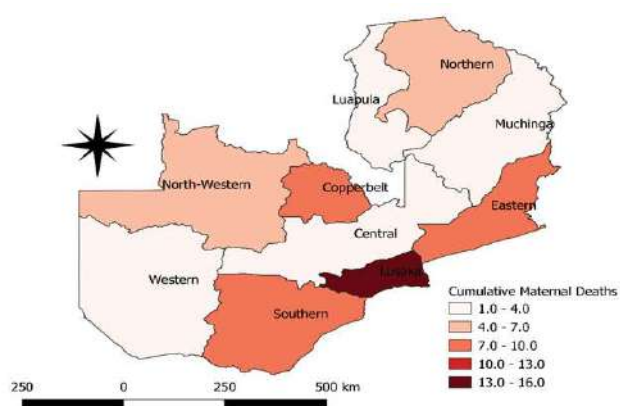 Northern
Luapula
Muchinga
North-Western
Copperbelt
Eastern
Central
Lusaka
Western
Southern
Cumulative Maternal Deaths
1.0 - 4.0
4.0 - 7.0
7.0 - 10.0
10.0 - 13.0
13.0 - 16.0
250 0 250 500 km